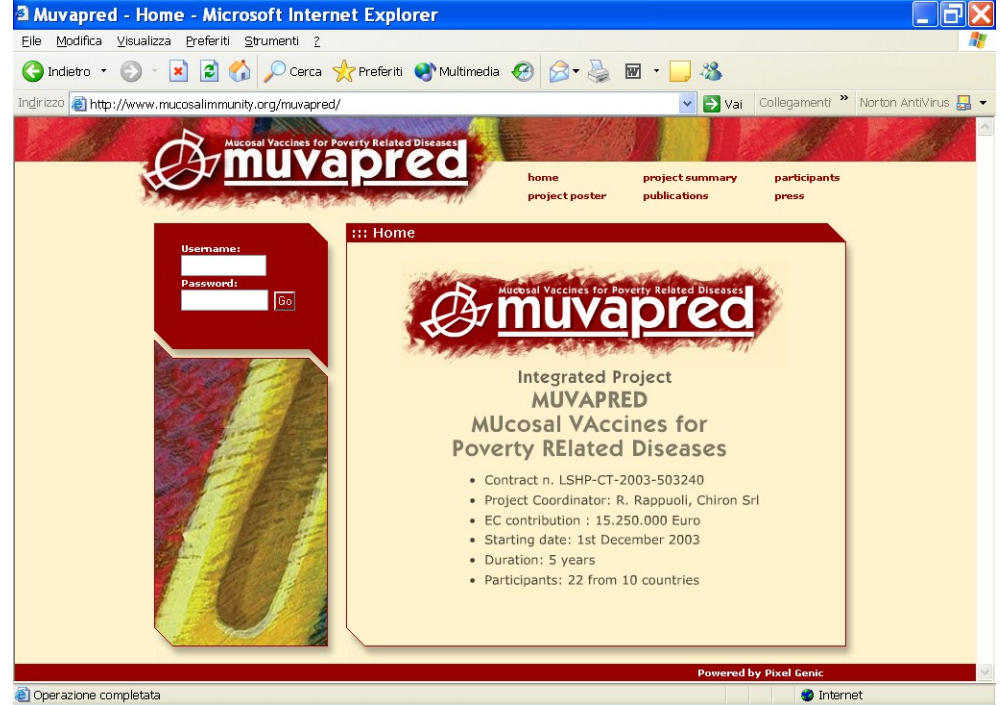 Muvapred - Home - Microsoft Internet Explorer
File Modifica Visualizza Preferiti Strumenti ?
Indietro Cerca Preferiti Multimedia
Indirizzo http://www.mucosalimmunity.org/muvapred/ Vai Collegamenti » Norton AntiVirus
Mucosal Vaccines for Poverty Related Diseases
muvapred
home project summary participants
project poster publications press
Username:
Password:
Go
::: Home
Mucosal Vaccines for Poverty Related Diseases
muvapred
Integrated Project
MUVAPRED
MUcosal VAccines for
Poverty RElated Diseases
• Contract n. LSHP-CT-2003-503240
• Project Coordinator: R. Rappuoli, Chiron Srl
• EC contribution : 15.250.000 Euro
• Starting date: 1st December 2003
• Duration: 5 years
• Participants: 22 from 10 countries
Powered by Pixel Genic
Operazione completata Internet